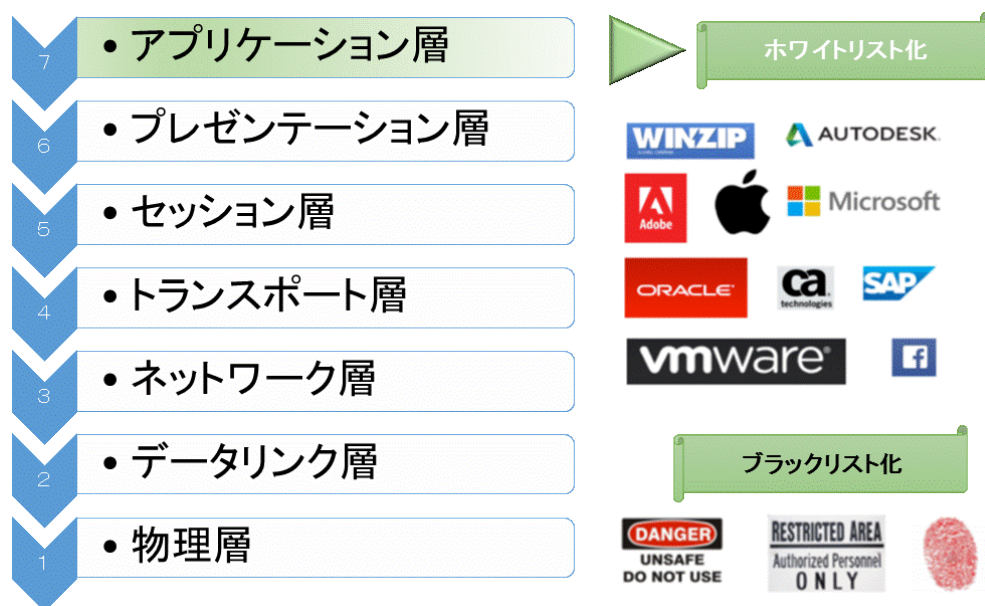 7
• アプリケーション層
6
• プレゼンテーション層
5
• セッション層
4
• トランスポート層
3
• ネットワーク層
2
• データリンク層
1
• 物理層
ホワイトリスト化
WINZIP
AUTODESK.
Adobe
Microsoft
ORACLE
ca
technologies
SAP
vmware
f
ブラックリスト化
DANGER
UNSAFE
DO NOT USE
RESTRICTED AREA
Authorized Personnel
ONLY